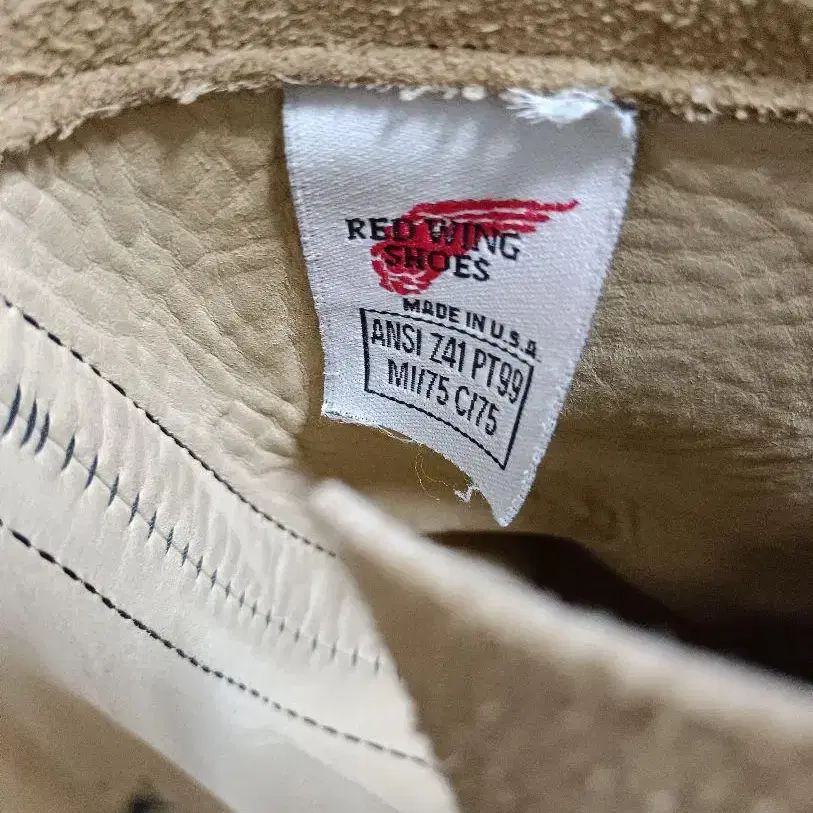 RED WING
SHOES
MADE IN U.S.A.
ANSI Z41 PT99
MI/75 C/75